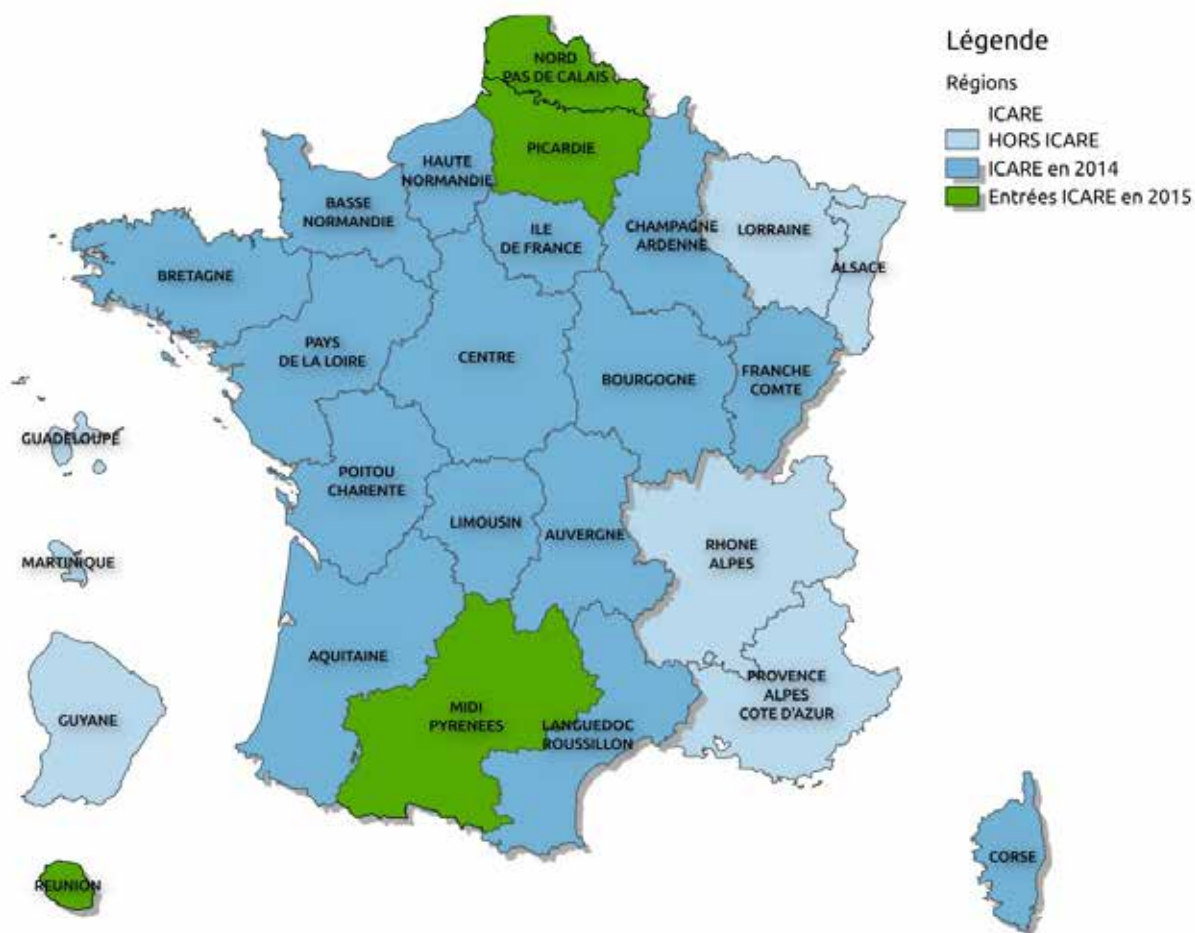 Légende
Régions
ICARE
HORS ICARE
ICARE en 2014
Entrées ICARE en 2015
NORD
PAS DE CALAIS
PICARDIE
HAUTE
NORMANDIE
BASSE
NORMANDIE
ILE
DE FRANCE
CHAMPAGNE
ARDENNE
LORRAINE
ALSACE
BRETAGNE
PAYS
DE LA LOIRE
CENTRE
BOURGOGNE
FRANCHE
COMTE
GUADELOUPE
POITOU
CHARENTE
LIMOUSIN
AUVERGNE
RHONE
ALPES
MARTINIQUE
AQUITAINE
MIDI
PYRENEES
LANGUEDOC
ROUSSILLON
PROVENCE
ALPES
COTE D'AZUR
GUYANE
CORSE
REUNION